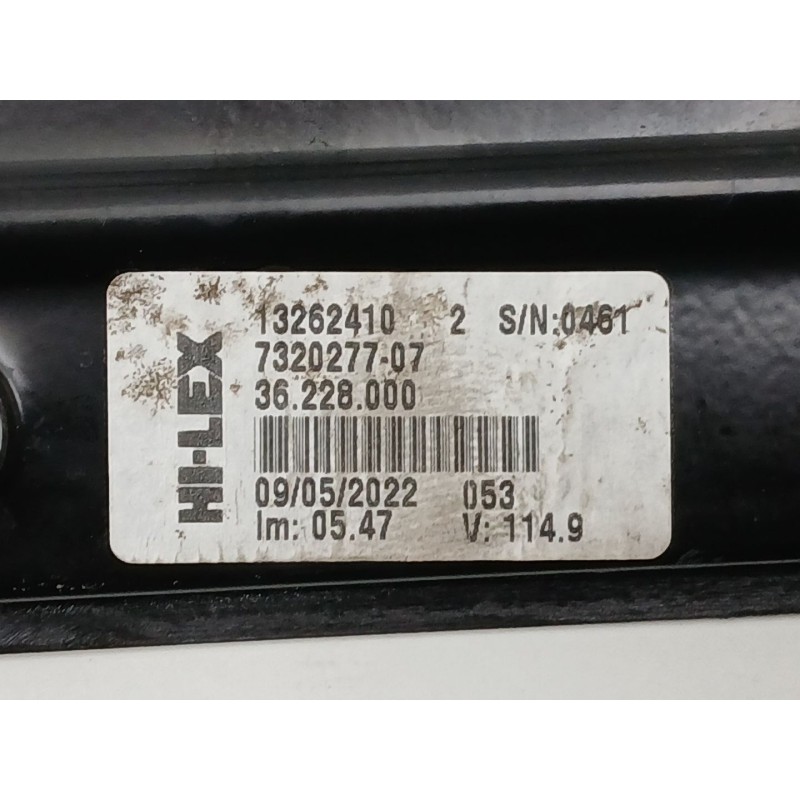 HI-LEX
13262410 2 S/N:0461
7320277-07
36.228.000
09/05/2022 053
Im: 05.47 V: 114.9